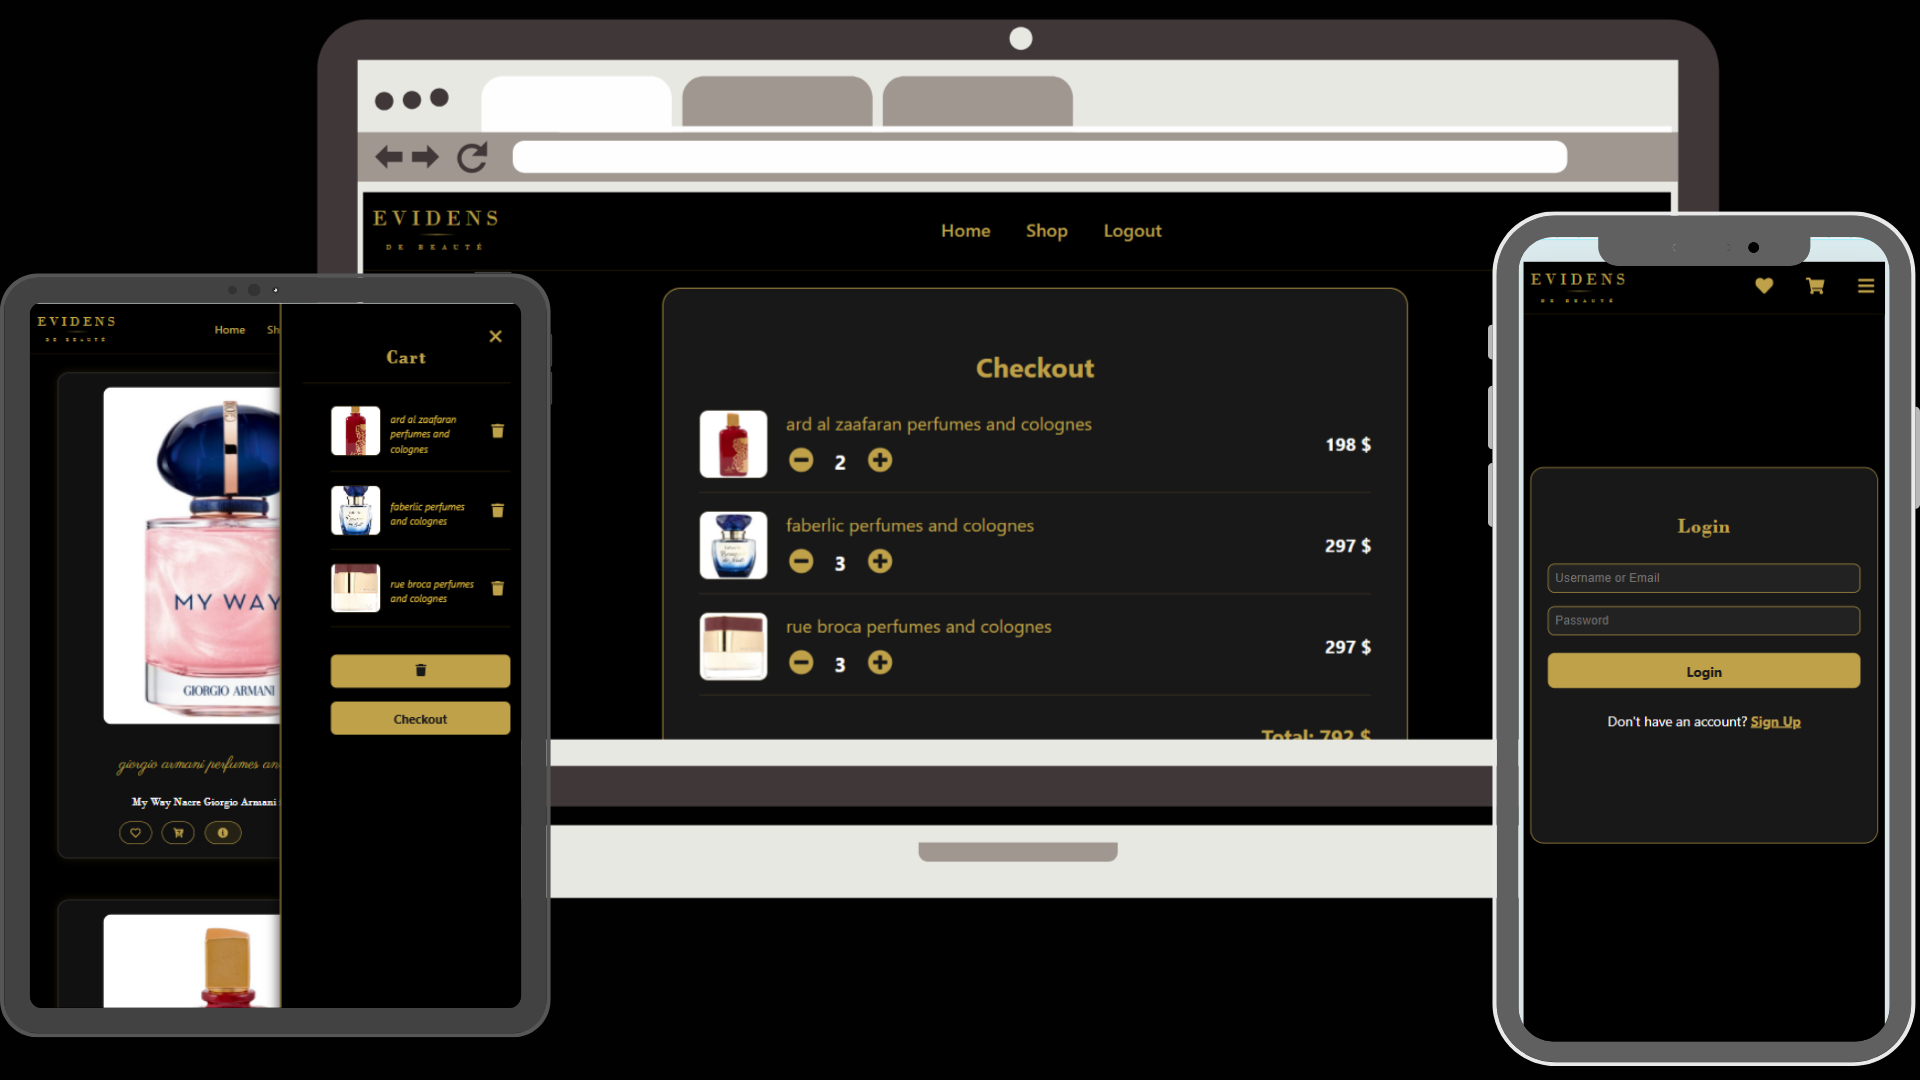 EVIDENS
DE BEAUTÉ
Home
Shop
Logout
Checkout
ard al zaafaran perfumes and colognes
2
198 $
faberlic perfumes and colognes
3
297 $
rue broca perfumes and colognes
3
297 $
Total: 792 $
EVIDENS
DE BEAUTÉ
Home
Sh
MY WAY
GIORGIO ARMANI
giorgio armani perfumes an
My Way Nacre Giorgio Armani
Cart
ard al zaafaran
perfumes and
colognes
faberlic perfumes
and colognes
rue broca perfumes
and colognes
Checkout
EVIDENS
DE BEAUTÉ
Login
Username or Email
Password
Login
Don't have an account? Sign Up